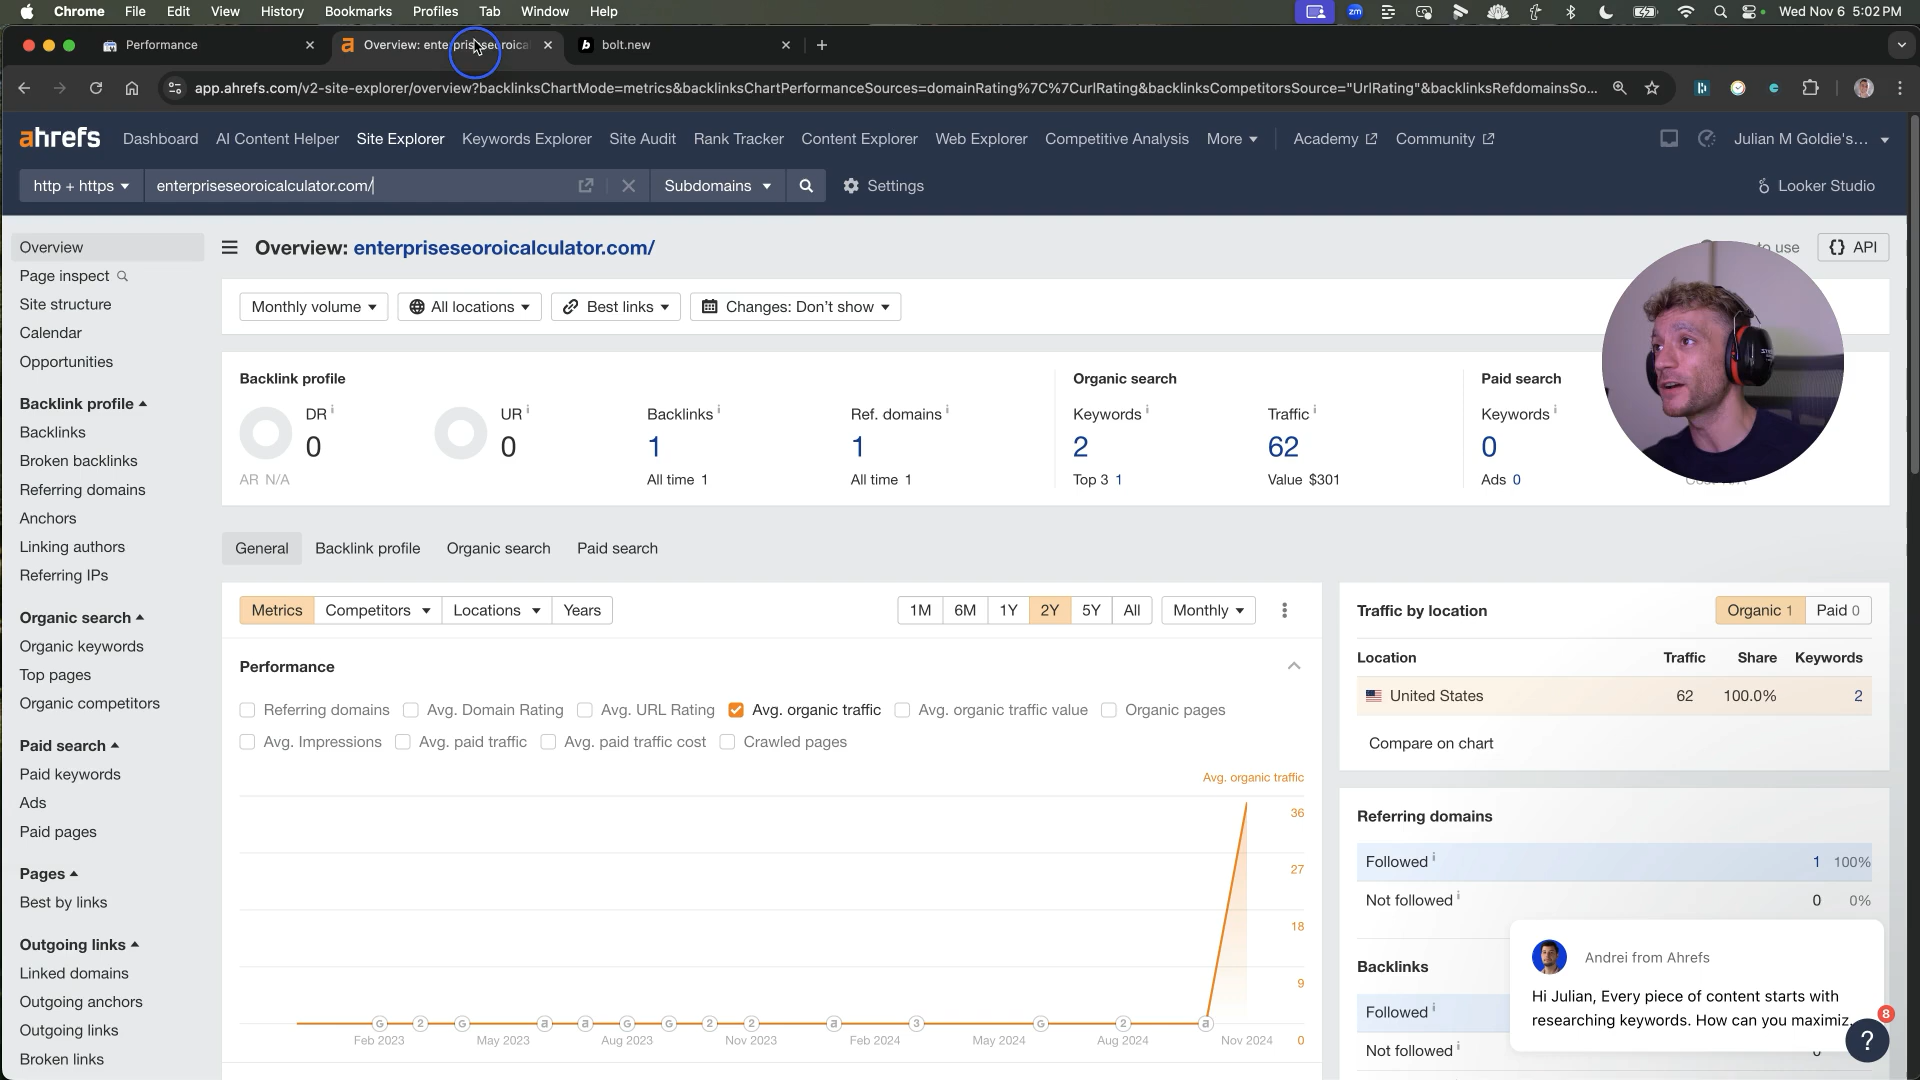 Chrome File Edit View History Bookmarks Profiles Tab Window Help
zm
Wed Nov 6 5:02 PM
Performance
Overview: enterpriseseoroica
bolt.new
app.ahrefs.com/v2-site-explorer/overview?backlinksChartMode=metrics&backlinksChartPerformanceSources=domainRating%7C%7CurlRating&backlinksCompetitorsSource="UrlRating"&backlinksRefdomainsSo...
ahrefs Dashboard AI Content Helper Site Explorer Keywords Explorer Site Audit Rank Tracker Content Explorer Web Explorer Competitive Analysis More Academy Community Julian M Goldie's...
http + https enterpriseseoroicalculator.com/ Subdomains Settings Looker Studio
Overview
Page inspect
Site structure
Calendar
Opportunities
Backlink profile
Backlinks
Broken backlinks
Referring domains
Anchors
Linking authors
Referring IPs
Organic search
Organic keywords
Top pages
Organic competitors
Paid search
Paid keywords
Ads
Paid pages
Pages
Best by links
Outgoing links
Linked domains
Outgoing anchors
Outgoing links
Broken links
Overview: enterpriseseoroicalculator.com/
to use
{} API
Monthly volume All locations Best links Changes: Don't show
Backlink profile
DR i
0
AR N/A
UR i
0
Backlinks i
1
All time 1
Ref. domains i
1
All time 1
Organic search
Keywords i
2
Top 3 1
Traffic i
62
Value $301
Paid search
Keywords i
0
Ads 0
General Backlink profile Organic search Paid search
Metrics Competitors Locations Years
1M 6M 1Y 2Y 5Y All Monthly
Performance
Referring domains Avg. Domain Rating Avg. URL Rating Avg. organic traffic Avg. organic traffic value Organic pages
Avg. Impressions Avg. paid traffic Avg. paid traffic cost Crawled pages
Avg. organic traffic
36
27
18
9
0
G 2 G a a G G 2 2 a 3 G 2 a
Feb 2023 May 2023 Aug 2023 Nov 2023 Feb 2024 May 2024 Aug 2024 Nov 2024
Traffic by location
Organic 1 Paid 0
Location Traffic Share Keywords
United States 62 100.0% 2
Compare on chart
Referring domains
Followed i 1 100%
Not followed i 0 0%
Backlinks
Followed i
Not followed i
Andrei from Ahrefs
Hi Julian, Every piece of content starts with
researching keywords. How can you maximiz...
8
?